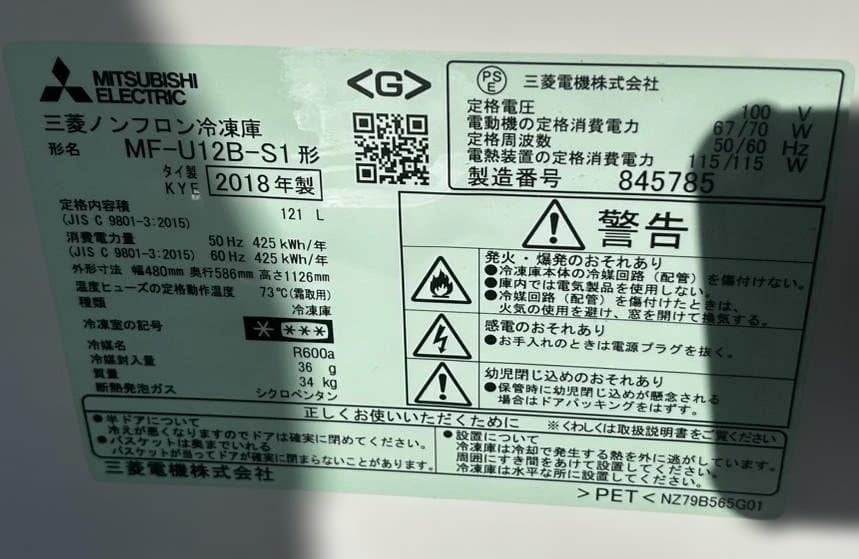 MITSUBISHI
ELECTRIC
<G>
三菱ノンフロン冷凍庫
形名 MF-U12B-S1形
タイ製
KYE 2018年製
定格内容積
(JIS C 9801-3:2015) 121 L
消費電力量 50Hz 425kWh/年
(JIS C 9801-3:2015) 60Hz 425kWh/年
外形寸法 幅480mm 奥行586mm 高さ1126mm
温度ヒューズの定格動作温度 73℃(霜取用)
種類 冷凍庫
冷凍室の記号 * ***
冷媒名 R600a
冷媒封入量 36 g
質量 34 kg
断熱発泡ガス シクロペンタン
PSE 三菱電機株式会社
定格電圧 100 V
電動機の定格消費電力 67/70 W
定格周波数 50/60 Hz
電熱装置の定格消費電力 115/115 W
製造番号 845785
警告
発火・爆発のおそれあり
●冷凍庫本体の冷媒回路(配管)を傷付けない。
●庫内では電気製品を使用しない。
●冷媒回路(配管)を傷付けたときは、
火気の使用を避け、窓を開けて換気する。
感電のおそれあり
●お手入れのときは電源プラグを抜く。
幼児閉じ込めのおそれあり
●保管時に幼児閉じ込めが懸念される
場合はドアパッキングをはずす。
正しくお使いいただくために ※くわしくは取扱説明書をご覧ください
●半ドアについて
冷えが悪くなりますのでドアは確実に閉めてください。
●バスケットは奥までいれる
バスケットが当ってドアが確実に閉まらないことがあります。
●設置について
冷凍庫は冷却で発生する熱を外に逃がしています。
周囲にすき間をあけて設置してください。
冷凍庫は水平な所に設置してください。
三菱電機株式会社
>PET< NZ79B565G01